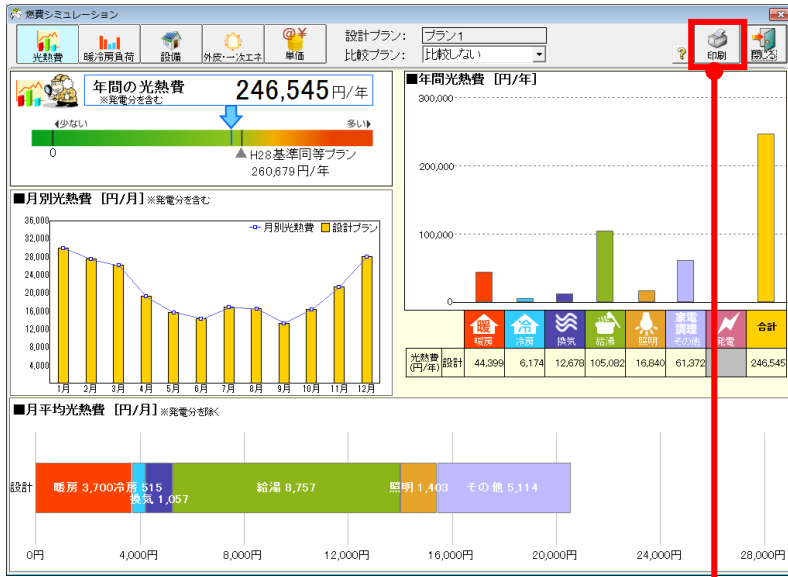 燃費シミュレーション
光熱費 暖冷房負荷 設備 外皮・一次エネ @¥ 単価
設計プラン: プラン1
比較プラン: 比較しない
? 印刷 閉じる
年間の光熱費 246,545円/年
※発電分を含む
少ない 多い
0
H28基準同等プラン
260,679円/年
■月別光熱費 [円/月] ※発電分を含む
月別光熱費 設計プラン
36,000
32,000
28,000
24,000
20,000
16,000
12,000
8,000
4,000
1月 2月 3月 4月 5月 6月 7月 8月 9月 10月 11月 12月
■年間光熱費 [円/年]
300,000
200,000
100,000
0
暖 冷 家電 調理 合計
暖房 冷房 換気 給湯 照明 その他 発電
光熱費(円/年) 設計 44,399 6,174 12,678 105,082 16,840 61,372 246,545
■月平均光熱費 [円/月] ※発電分を除く
設計 暖房 3,700 冷房 515 換気 1,057 給湯 8,757 照明 1,403 その他 5,114
0円 4,000円 8,000円 12,000円 16,000円 20,000円 24,000円 28,000円